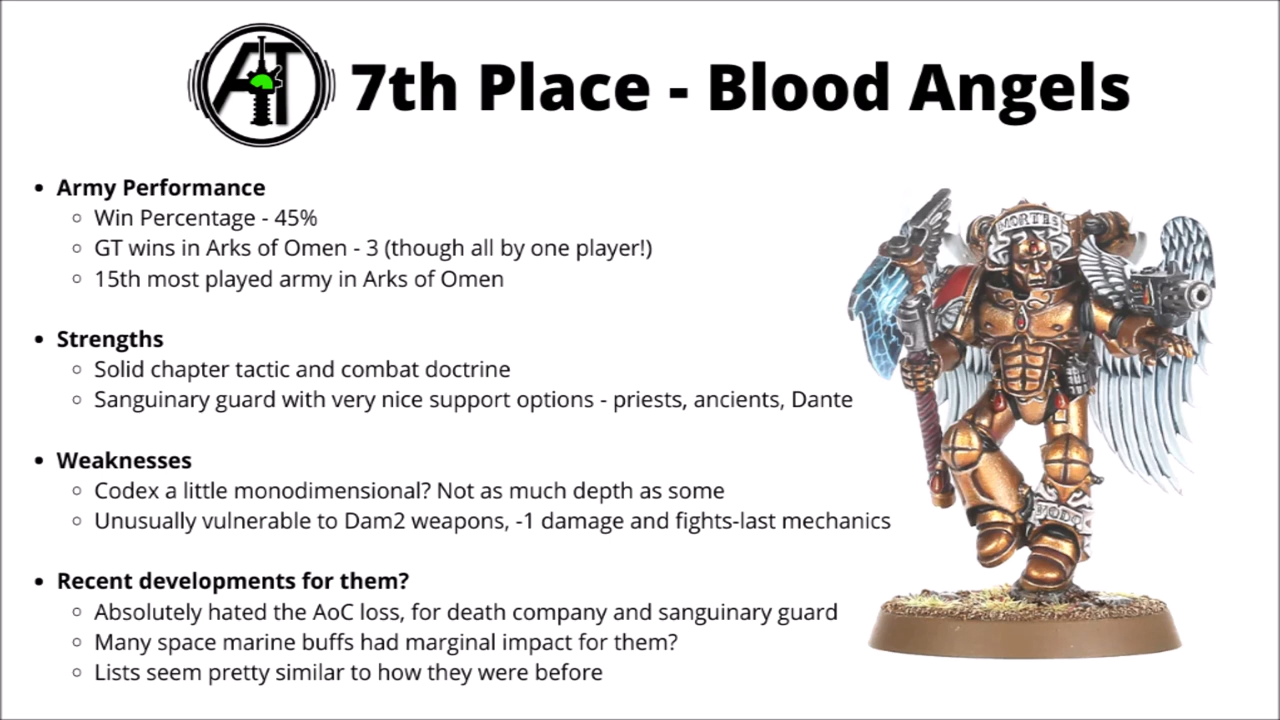 AT
7th Place - Blood Angels
• Army Performance
◦ Win Percentage - 45%
◦ GT wins in Arks of Omen - 3 (though all by one player!)
◦ 15th most played army in Arks of Omen
• Strengths
◦ Solid chapter tactic and combat doctrine
◦ Sanguinary guard with very nice support options - priests, ancients, Dante
• Weaknesses
◦ Codex a little monodimensional? Not as much depth as some
◦ Unusually vulnerable to Dam2 weapons, -1 damage and fights-last mechanics
• Recent developments for them?
◦ Absolutely hated the AoC loss, for death company and sanguinary guard
◦ Many space marine buffs had marginal impact for them?
◦ Lists seem pretty similar to how they were before
MORTIS